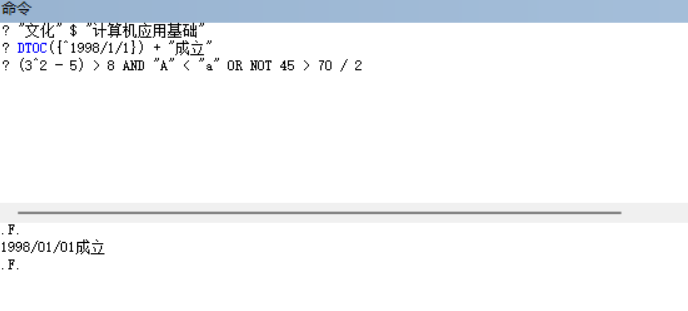 命令
? "文化" $ "计算机应用基础"
? DTOC({^1998/1/1}) + "成立"
? (3^2 - 5) > 8 AND "A" < "a" OR NOT 45 > 70 / 2
.F.
1998/01/01成立
.F.